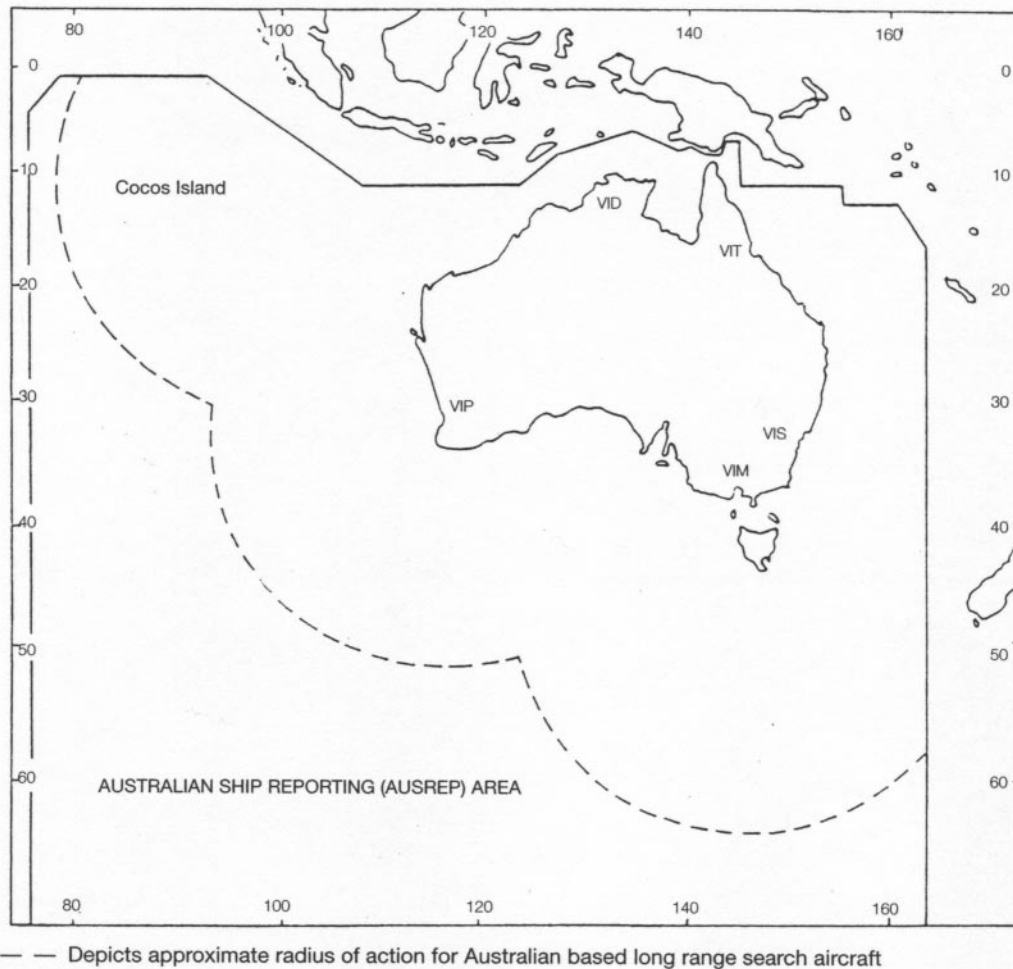 80 100 120 140 160
0 0
Cocos Island
10 10
VID
VIT
20 20
30 30
VIP
VIS
VIM
40 40
50 50
60 60
AUSTRALIAN SHIP REPORTING (AUSREP) AREA
80 100 120 140 160
Depicts approximate radius of action for Australian based long range search aircraft